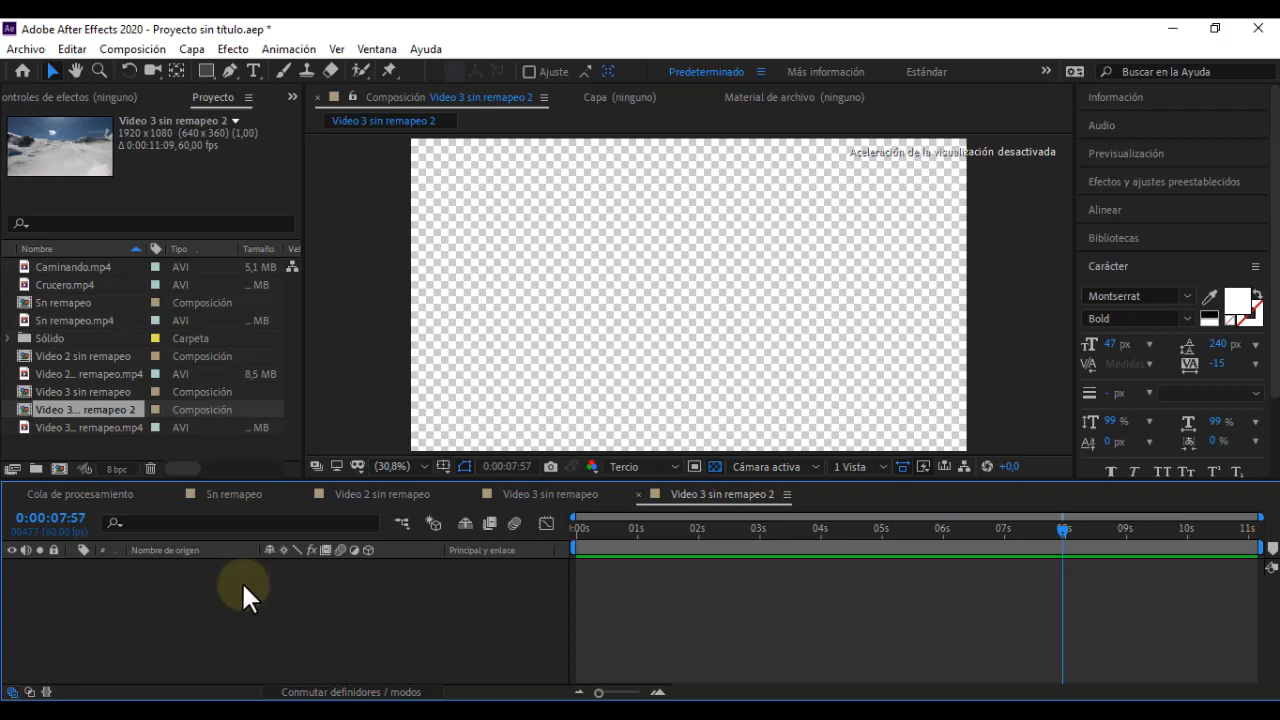 Adobe After Effects 2020 - Proyecto sin título.aep *
Archivo Editar Composición Capa Efecto Animación Ver Ventana Ayuda
Ajuste Predeterminado Más información Estándar Buscar en la Ayuda
ontroles de efectos (ninguno) Proyecto Composición Video 3 sin remapeo 2 Capa (ninguno) Material de archivo (ninguno) Información
Video 3 sin remapeo 2
1920 x 1080 (640 x 360) (1,00)
Δ 0:00:11:09, 60,00 fps
Video 3 sin remapeo 2
Aceleración de la visualización desactivada
Audio
Previsualización
Efectos y ajustes preestablecidos
Alinear
Bibliotecas
Carácter
Montserrat
Bold
47 px 240 px
Medidas -15
- px
99 % 99 %
0 px 0 %
T T TT Tr T' T,
Nombre Tipo Tamaño Vel
Caminando.mp4 AVI 5,1 MB
Crucero.mp4 AVI ... MB
Sn remapeo Composición
Sn remapeo.mp4 AVI ... MB
Sólido Carpeta
Video 2 sin remapeo Composición
Video 2... remapeo.mp4 AVI 8,5 MB
Video 3 sin remapeo Composición
Video 3... remapeo 2 Composición
Video 3... remapeo.mp4 AVI ... MB
8 bpc
(30,8%) 0:00:07:57 Tercio Cámara activa 1 Vista +0,0
Cola de procesamiento Sn remapeo Video 2 sin remapeo Video 3 sin remapeo Video 3 sin remapeo 2
0:00:07:57
00477 (60,00 fps)
:00s 01s 02s 03s 04s 05s 06s 07s 09s 10s 11s
# Nombre de origen fx Principal y enlace
Conmutar definidores / modos